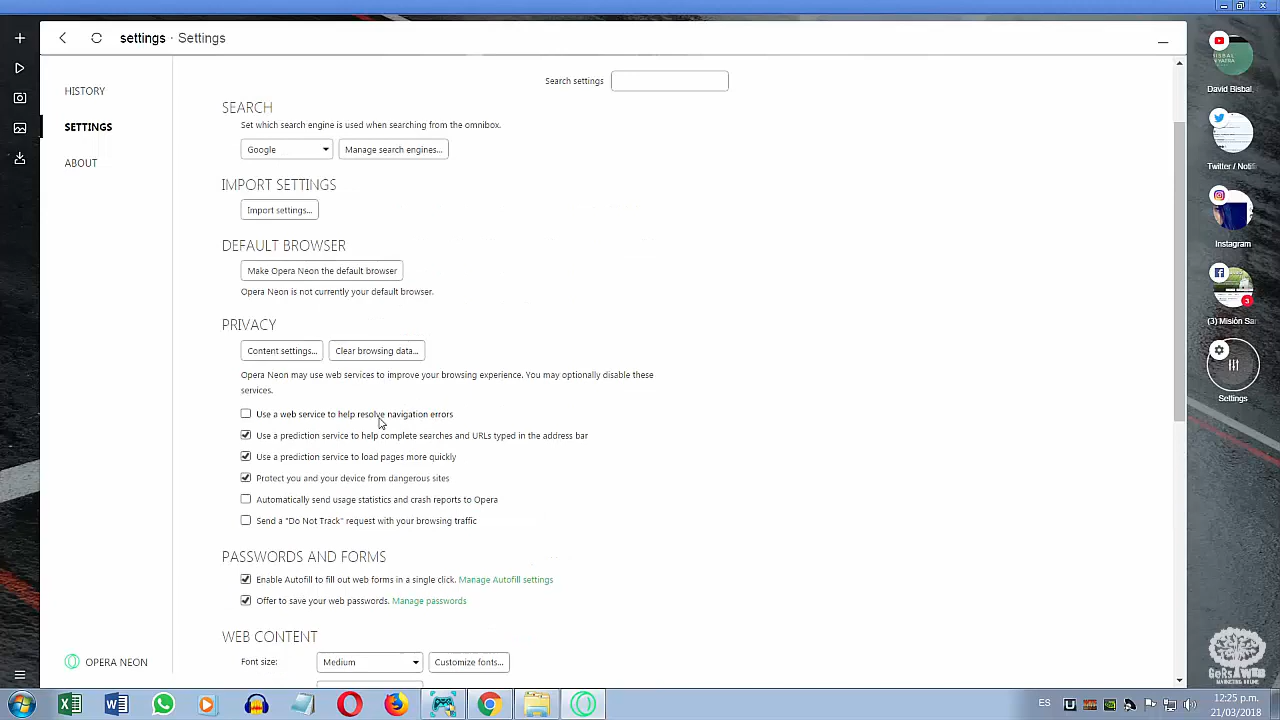 settings · Settings
HISTORY
SETTINGS
ABOUT
OPERA NEON
Search settings
SEARCH
Set which search engine is used when searching from the omnibox.
Google
Manage search engines...
IMPORT SETTINGS
Import settings...
DEFAULT BROWSER
Make Opera Neon the default browser
Opera Neon is not currently your default browser.
PRIVACY
Content settings...
Clear browsing data...
Opera Neon may use web services to improve your browsing experience. You may optionally disable these
services.
Use a web service to help resolve navigation errors
Use a prediction service to help complete searches and URLs typed in the address bar
Use a prediction service to load pages more quickly
Protect you and your device from dangerous sites
Automatically send usage statistics and crash reports to Opera
Send a "Do Not Track" request with your browsing traffic
PASSWORDS AND FORMS
Enable Autofill to fill out web forms in a single click. Manage Autofill settings
Offer to save your web passwords. Manage passwords
WEB CONTENT
Font size:
Medium
Customize fonts...
David Bisbal.
Twitter / Notifi
Instagram
3
(3) Misión Sa
Settings
GeRSAWEB
MARKETING ONLINE
ES
12:25 p.m.
21/03/2018